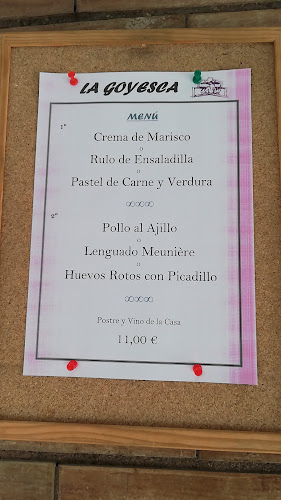 LA GOYESCA
MENÚ
1º
Crema de Marisco
o
Rulo de Ensaladilla
o
Pastel de Carne y Verdura
2º
Pollo al Ajillo
o
Lenguado Meunière
o
Huevos Rotos con Picadillo
Postre y Vino de la Casa
11,00 €